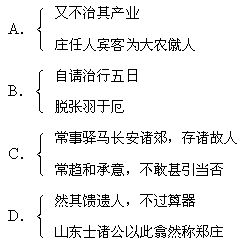 A. 又不治其产业
庄任人宾客为大农僦人
B. 自请治行五日
脱张羽于厄
C. 常事驿马长安诸郊，存诸故人
常趋和承意，不敢甚引当否
D. 然其馈遗人，不过算器
山东士诸公以此翕然称郑庄